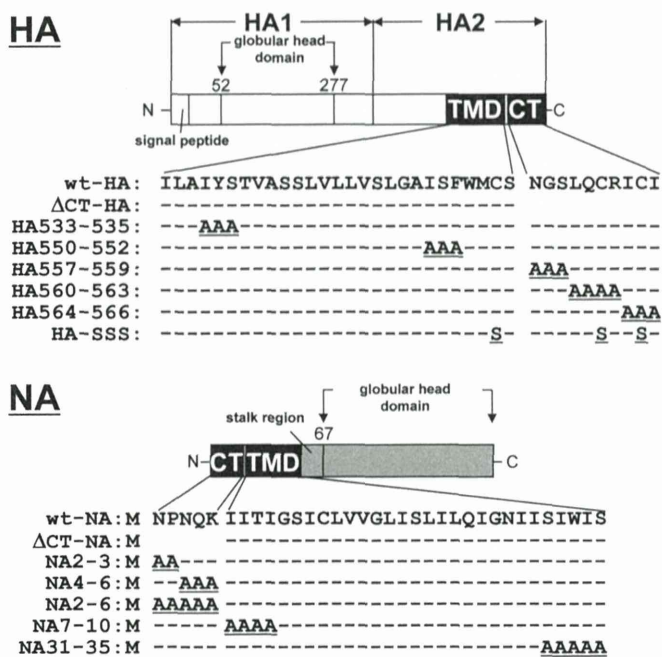 HA
HA1
HA2
globular head
domain
52
277
N
TMD
CT
C
signal peptide
wt-HA: ILAIYSTVASSLVLLVSLGAISFWMCS NGSLQCRICI
ΔCT-HA: ---------------------------
HA533-535: ---AAA--------------------- ----------
HA550-552: --------------------AAA---- ----------
HA557-559: --------------------------- AAA-------
HA560-563: --------------------------- ---AAAA---
HA564-566: --------------------------- -------AAA
HA-SSS: -------------------------S- -----S--S-
NA
globular head
domain
stalk region
67
N
CT
TMD
C
wt-NA: M NPNQK IITIGSICLVVGLISLILQIGNIISIWIS
ΔCT-NA: M -----------------------------
NA2-3: M AA--- -----------------------------
NA4-6: M --AAA -----------------------------
NA2-6: M AAAAA -----------------------------
NA7-10: M ----- AAAA-------------------------
NA31-35: M ----- ------------------------AAAAA